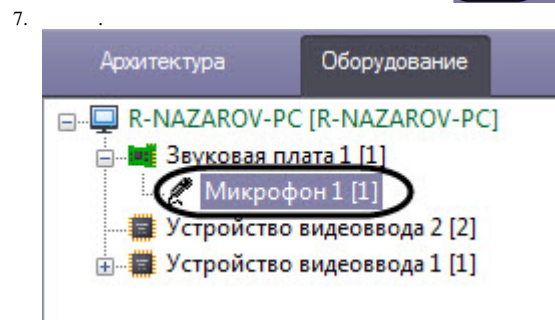 7. .
Архитектура Оборудование
R-NAZAROV-PC [R-NAZAROV-PC]
Звуковая плата 1 [1]
Микрофон 1 [1]
Устройство видеоввода 2 [2]
Устройство видеоввода 1 [1]